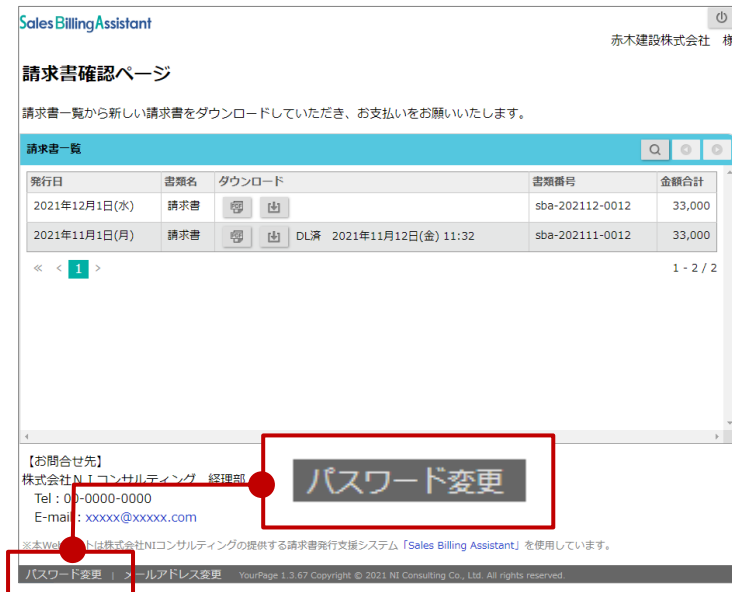 Sales Billing Assistant
赤木建設株式会社 様
請求書確認ページ
請求書一覧から新しい請求書をダウンロードしていただき、お支払いをお願いいたします。
請求書一覧
発行日 書類名 ダウンロード 書類番号 金額合計
2021年12月1日(水) 請求書 sba-202112-0012 33,000
2021年11月1日(月) 請求書 DL済 2021年11月12日(金) 11:32 sba-202111-0012 33,000
≪ < 1 > 1 - 2 / 2
【お問合せ先】
株式会社NIコンサルティング 経理部
Tel : 00-0000-0000
E-mail : xxxxx@xxxxx.com
パスワード変更
※本Webサイトは株式会社NIコンサルティングの提供する請求書発行支援システム「Sales Billing Assistant」を使用しています。
パスワード変更 | メールアドレス変更 YourPage 1.3.67 Copyright © 2021 NI Consulting Co., Ltd. All rights reserved.